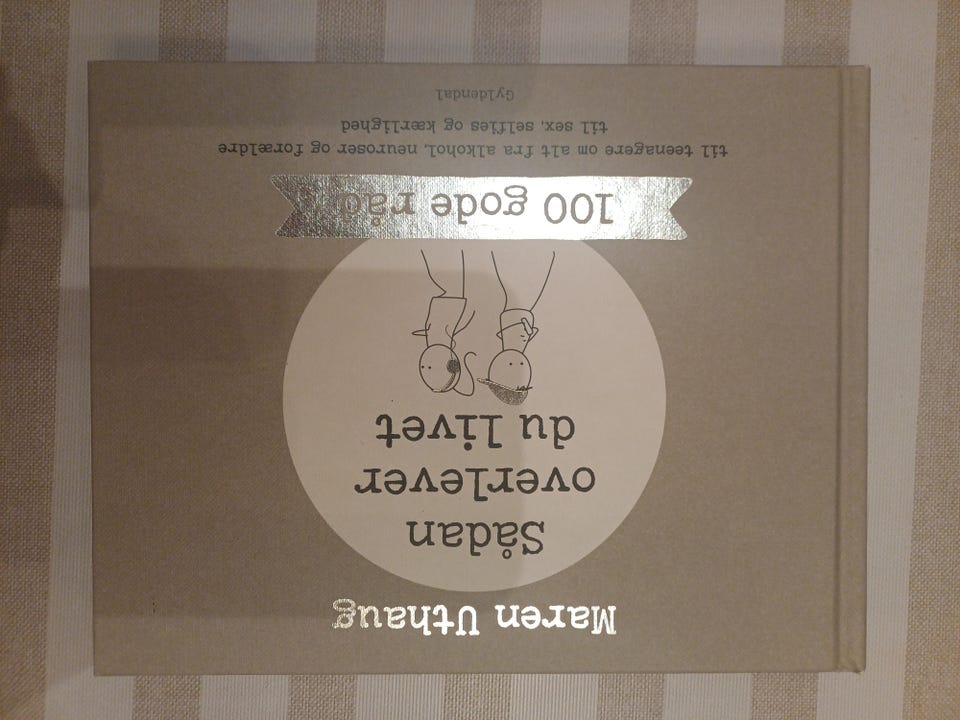 Maren Uthaug
Sådan
overlever
du livet
100 gode råd
til teenagere om alt fra alkohol, neuroser og forældre
til sex, selfies og kærlighed
Gyldendal